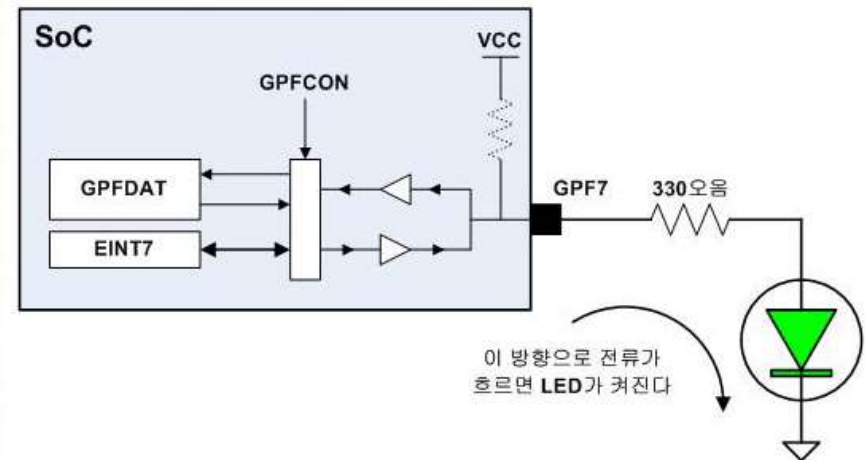 SoC
VCC
GPFCON
GPFDAT
GPF7
330오옴
EINT7
이 방향으로 전류가
흐르면 LED가 켜진다